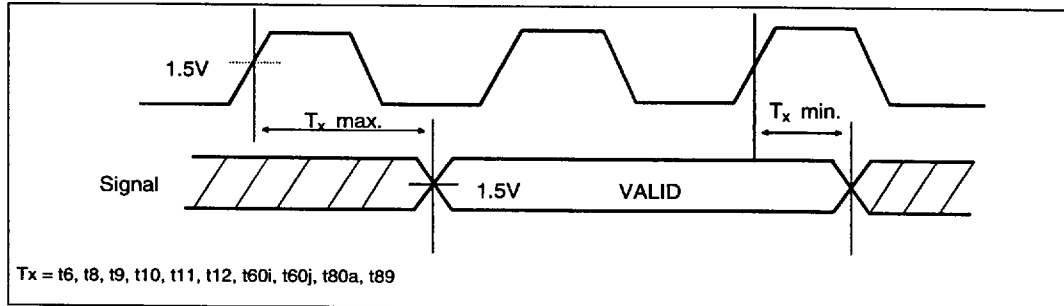 1.5V
Tx max.
Tx min.
Signal
1.5V
VALID
Tx = t6, t8, t9, t10, t11, t12, t60i, t60j, t80a, t89